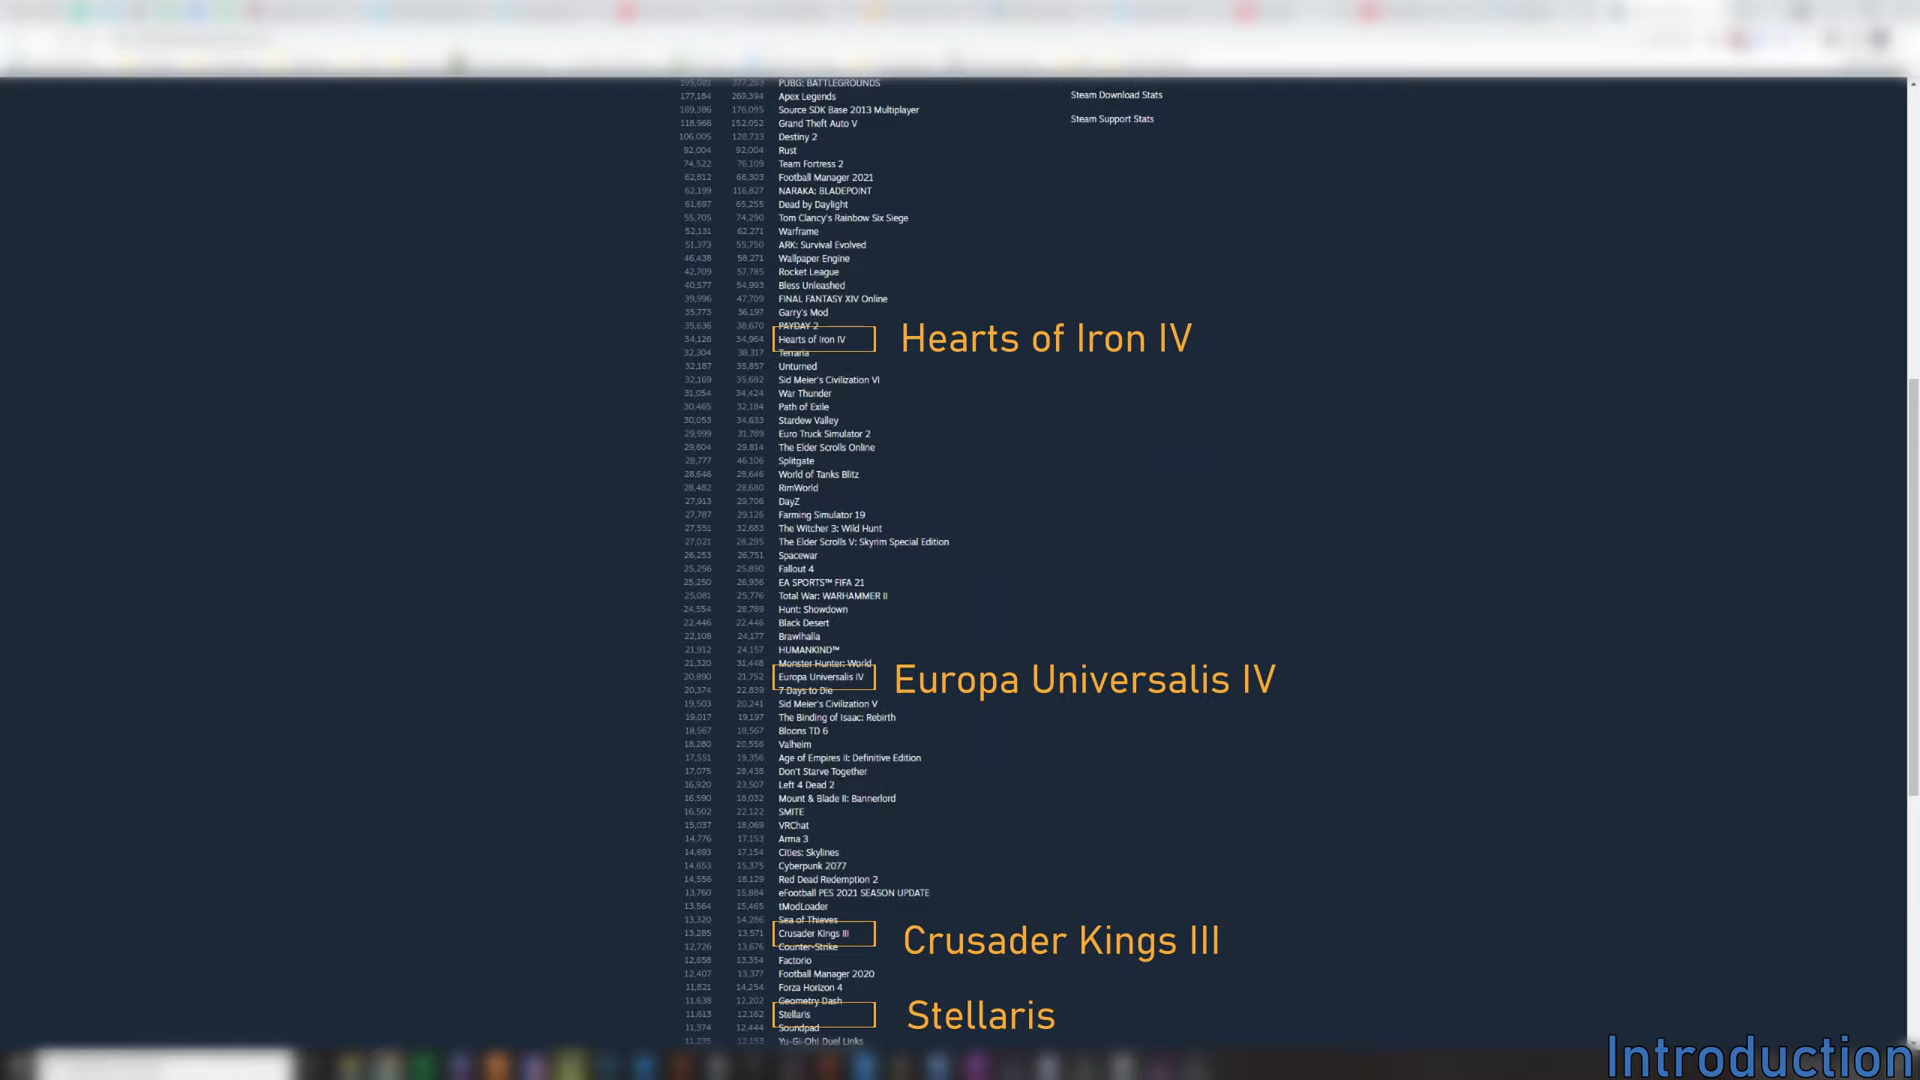 195,081 377,283 PUBG: BATTLEGROUNDS
177,184 269,394 Apex Legends
Steam Download Stats
169,386 176,095 Source SDK Base 2013 Multiplayer
Steam Support Stats
118,966 152,052 Grand Theft Auto V
106,005 128,733 Destiny 2
92,004 92,004 Rust
74,522 76,109 Team Fortress 2
62,812 66,303 Football Manager 2021
62,199 116,827 NARAKA: BLADEPOINT
61,697 65,255 Dead by Daylight
55,705 74,290 Tom Clancy's Rainbow Six Siege
52,131 62,271 Warframe
51,373 55,750 ARK: Survival Evolved
46,438 58,271 Wallpaper Engine
42,709 57,785 Rocket League
40,577 54,993 Bless Unleashed
39,996 47,709 FINAL FANTASY XIV Online
35,773 36,197 Garry's Mod
35,636 38,670 PAYDAY 2
34,126 34,964 Hearts of Iron IV
Hearts of Iron IV
32,304 38,317 Terraria
32,187 35,857 Unturned
32,169 35,692 Sid Meier's Civilization VI
31,054 34,424 War Thunder
30,465 32,184 Path of Exile
30,053 34,633 Stardew Valley
29,999 31,789 Euro Truck Simulator 2
29,604 29,814 The Elder Scrolls Online
28,777 46,106 Splitgate
28,646 28,646 World of Tanks Blitz
28,482 28,680 RimWorld
27,913 29,706 DayZ
27,787 29,126 Farming Simulator 19
27,551 32,683 The Witcher 3: Wild Hunt
27,021 28,295 The Elder Scrolls V: Skyrim Special Edition
26,253 26,751 Spacewar
25,256 25,890 Fallout 4
25,250 26,936 EA SPORTS™ FIFA 21
25,081 25,776 Total War: WARHAMMER II
24,554 28,789 Hunt: Showdown
22,446 22,446 Black Desert
22,108 24,177 Brawlhalla
21,912 24,157 HUMANKIND™
21,320 31,448 Monster Hunter: World
20,890 21,752 Europa Universalis IV
Europa Universalis IV
20,374 22,839 7 Days to Die
19,503 20,241 Sid Meier's Civilization V
19,017 19,197 The Binding of Isaac: Rebirth
18,567 18,567 Bloons TD 6
18,280 20,556 Valheim
17,551 19,356 Age of Empires II: Definitive Edition
17,075 28,438 Don't Starve Together
16,920 23,507 Left 4 Dead 2
16,590 18,032 Mount & Blade II: Bannerlord
16,502 22,122 SMITE
15,037 18,069 VRChat
14,776 17,153 Arma 3
14,693 17,154 Cities: Skylines
14,653 15,375 Cyberpunk 2077
14,556 18,129 Red Dead Redemption 2
13,760 15,884 eFootball PES 2021 SEASON UPDATE
13,564 15,465 tModLoader
13,320 14,286 Sea of Thieves
13,285 13,571 Crusader Kings III
Crusader Kings III
12,726 13,676 Counter-Strike
12,658 13,354 Factorio
12,407 13,377 Football Manager 2020
11,821 14,254 Forza Horizon 4
11,638 12,202 Geometry Dash
11,613 12,162 Stellaris
Stellaris
11,374 12,444 Soundpad
11,235 12,153 Yu-Gi-Oh! Duel Links
Introduction